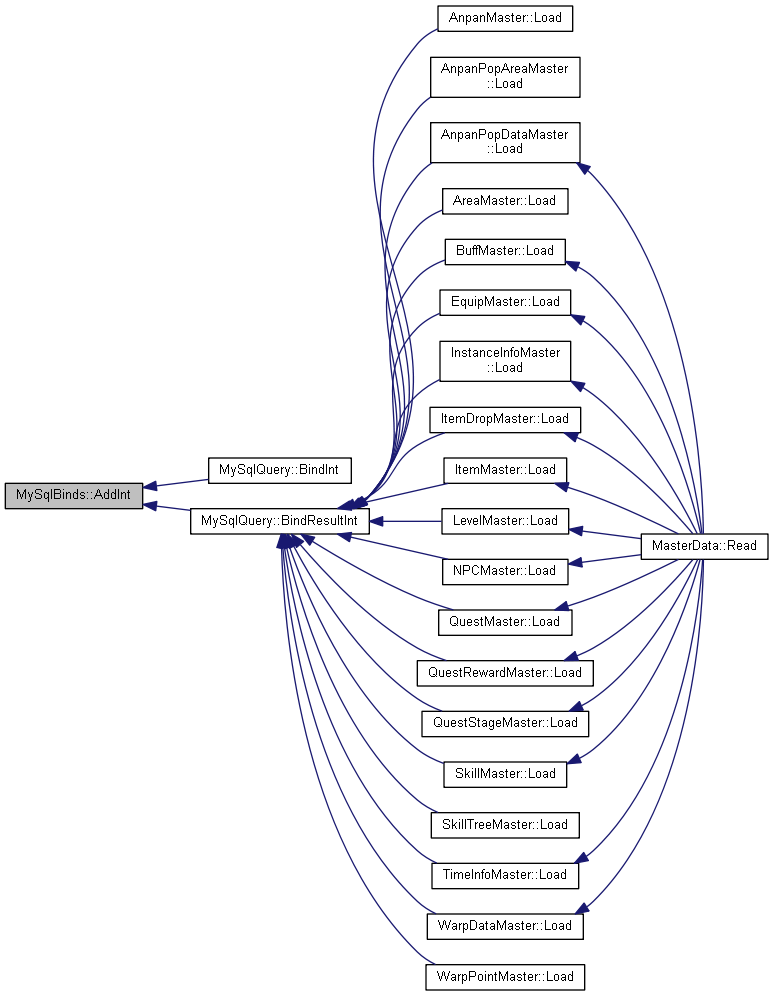 AnpanMaster::Load
AnpanPopAreaMaster
::Load
AnpanPopDataMaster
::Load
AreaMaster::Load
BuffMaster::Load
EquipMaster::Load
InstanceInfoMaster
::Load
ItemDropMaster::Load
MySqlQuery::BindInt
ItemMaster::Load
MySqlBinds::AddInt
MySqlQuery::BindResultInt
LevelMaster::Load
MasterData::Read
NPCMaster::Load
QuestMaster::Load
QuestRewardMaster::Load
QuestStageMaster::Load
SkillMaster::Load
SkillTreeMaster::Load
TimeInfoMaster::Load
WarpDataMaster::Load
WarpPointMaster::Load